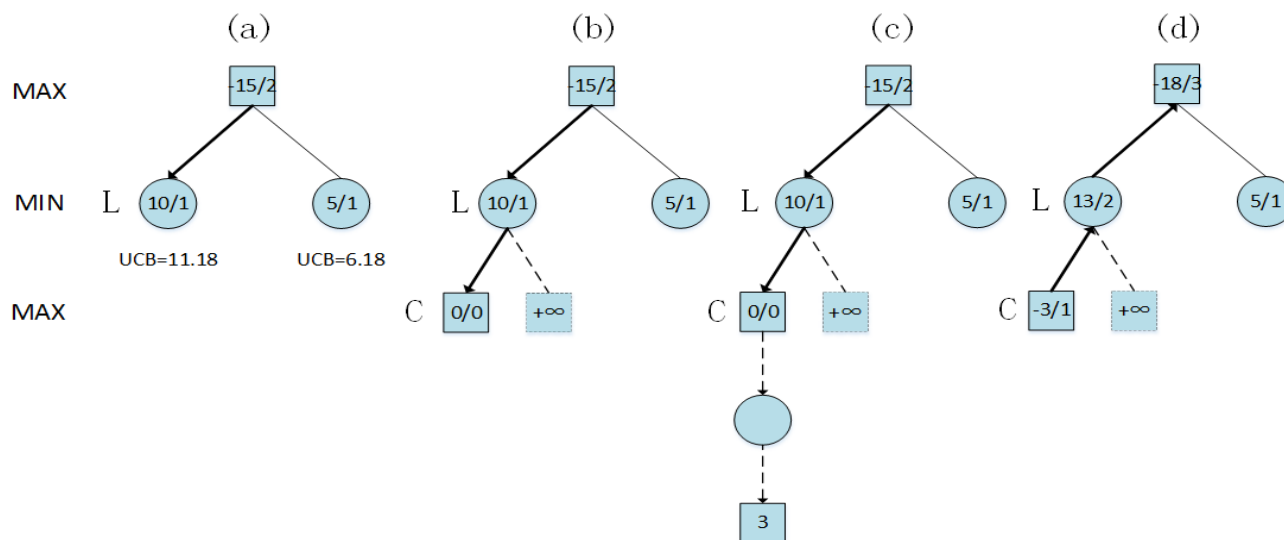 (a) (b) (c) (d)
MAX -15/2 -15/2 -15/2 -18/3
MIN L 10/1 5/1 L 10/1 5/1 L 10/1 5/1 L 13/2 5/1
UCB=11.18 UCB=6.18
MAX C 0/0 +∞ C 0/0 +∞ C -3/1 +∞
3